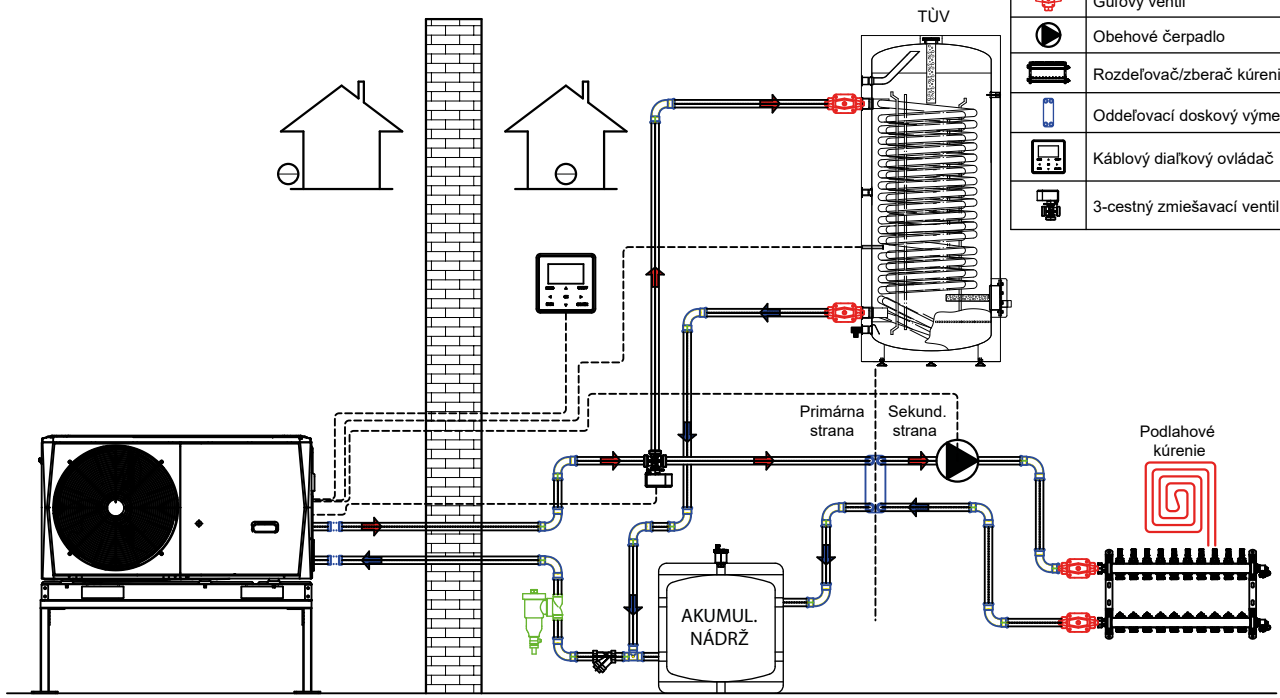 TÙV
Guľový ventil
Obehové čerpadlo
Rozdeľovač/zberač kúreni
Oddeľovací doskový výme
Káblový diaľkový ovládač
3-cestný zmiešavací ventil
Primárna
strana
Sekund.
strana
Podlahové
kúrenie
AKUMUL.
NÁDRŽ